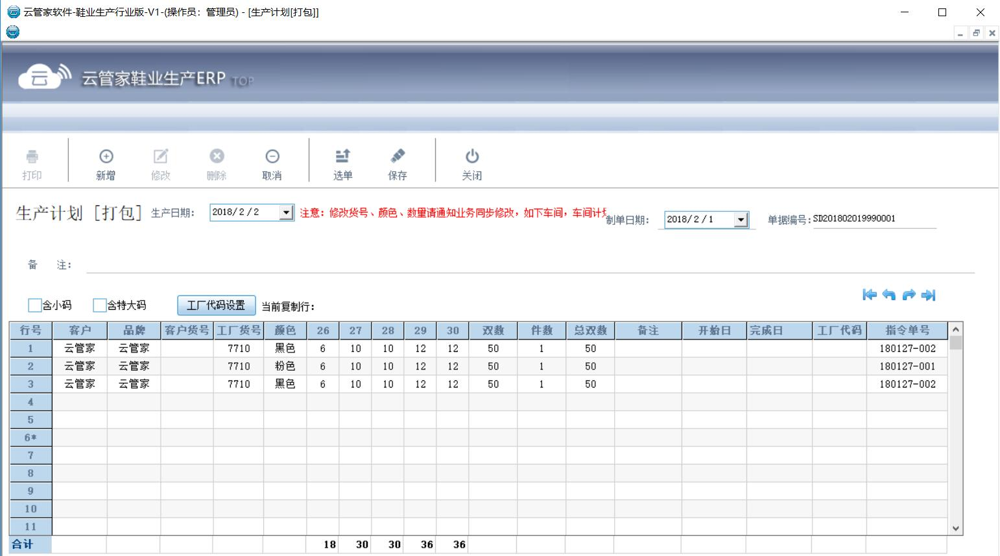 云管家软件-鞋业生产行业版-V1-(操作员：管理员) - [生产计划[打包]]
云
云管家鞋业生产ERP TOP
打印 新增 修改 删除 取消 选单 保存 关闭
生产计划 [打包] 生产日期： 2018/ 2 / 2 注意：修改货号、颜色、数量请通知业务同步修改，如下车间，车间计 制单日期： 2018/ 2 / 1 单据编号: SD201802019990001
备 注：
含小码 含特大码 工厂代码设置 当前复制行：
行号 客户 品牌 客户货号 工厂货号 颜色 26 27 28 29 30 双数 件数 总双数 备注 开始日 完成日 工厂代码 指令单号
1 云管家 云管家 7710 黑色 6 10 10 12 12 50 1 50 180127-002
2 云管家 云管家 7710 粉色 6 10 10 12 12 50 1 50 180127-001
3 云管家 云管家 7710 黑色 6 10 10 12 12 50 1 50 180127-002
4
5
6*
7
8
9
10
11
合计 18 30 30 36 36